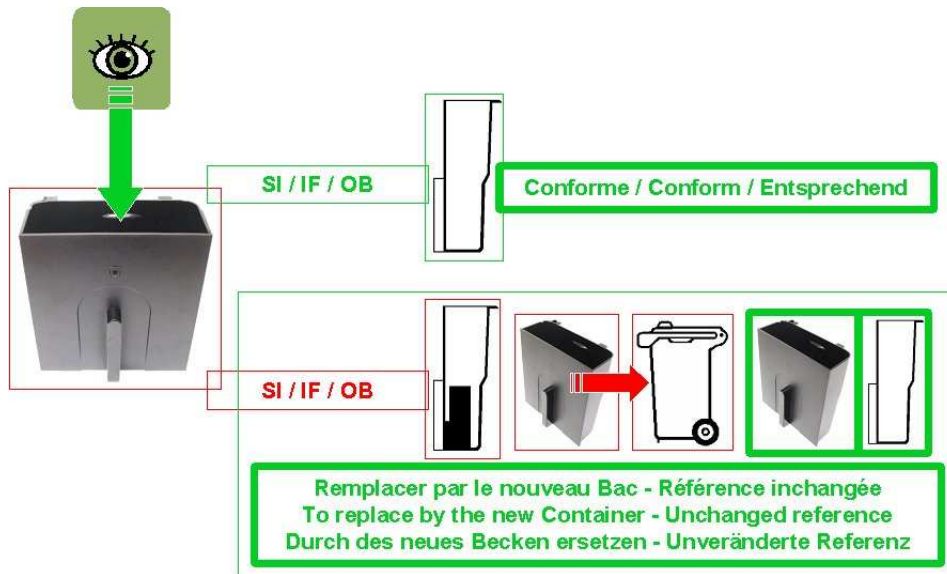 SI / IF / OB
Conforme / Conform / Entsprechend
SI / IF / OB
Remplacer par le nouveau Bac - Référence inchangée
To replace by the new Container - Unchanged reference
Durch des neues Becken ersetzen - Unveränderte Referenz